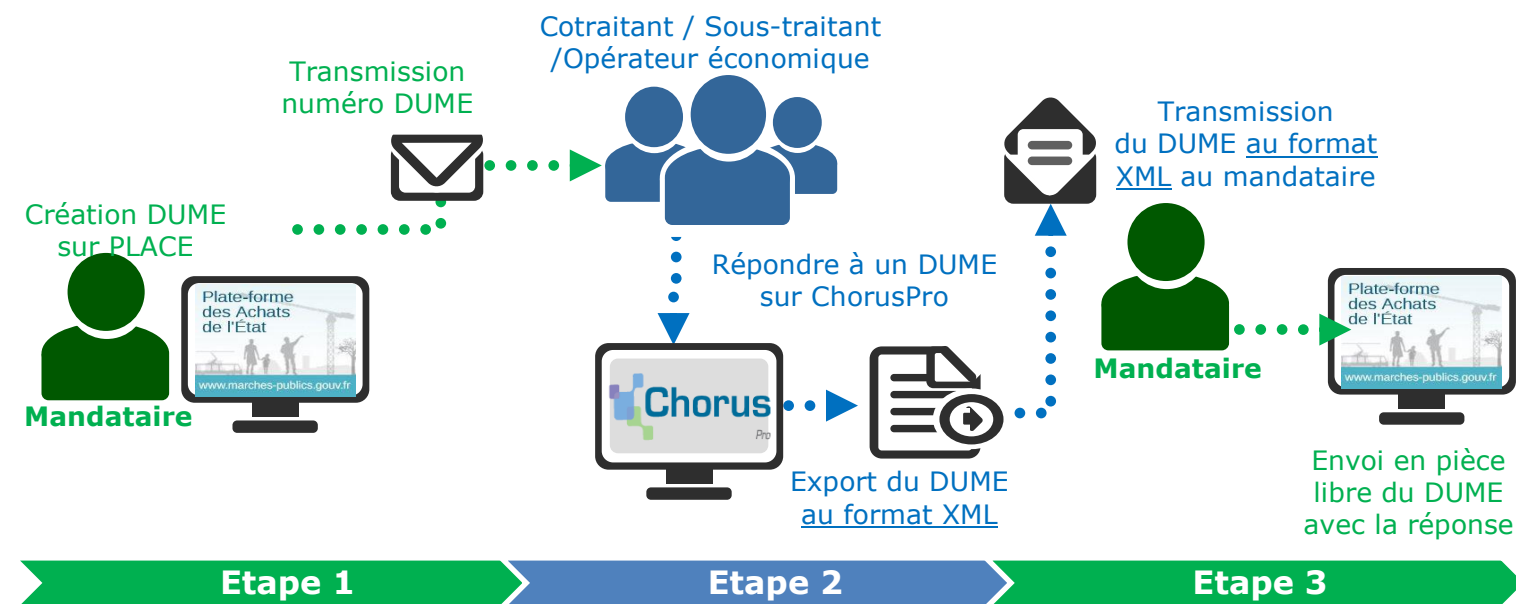 Cotraitant / Sous-traitant
/Opérateur économique
Transmission
numéro DUME
Création DUME
sur PLACE
Plate-forme
des Achats
de l'État
www.marches-publics.gouv.fr
Mandataire
Répondre à un DUME
sur ChorusPro
Chorus
Pro
Export du DUME
au format XML
Transmission
du DUME au format
XML au mandataire
Mandataire
Plate-forme
des Achats
de l'État
www.marches-publics.gouv.fr
Envoi en pièce
libre du DUME
avec la réponse
Etape 1
Etape 2
Etape 3